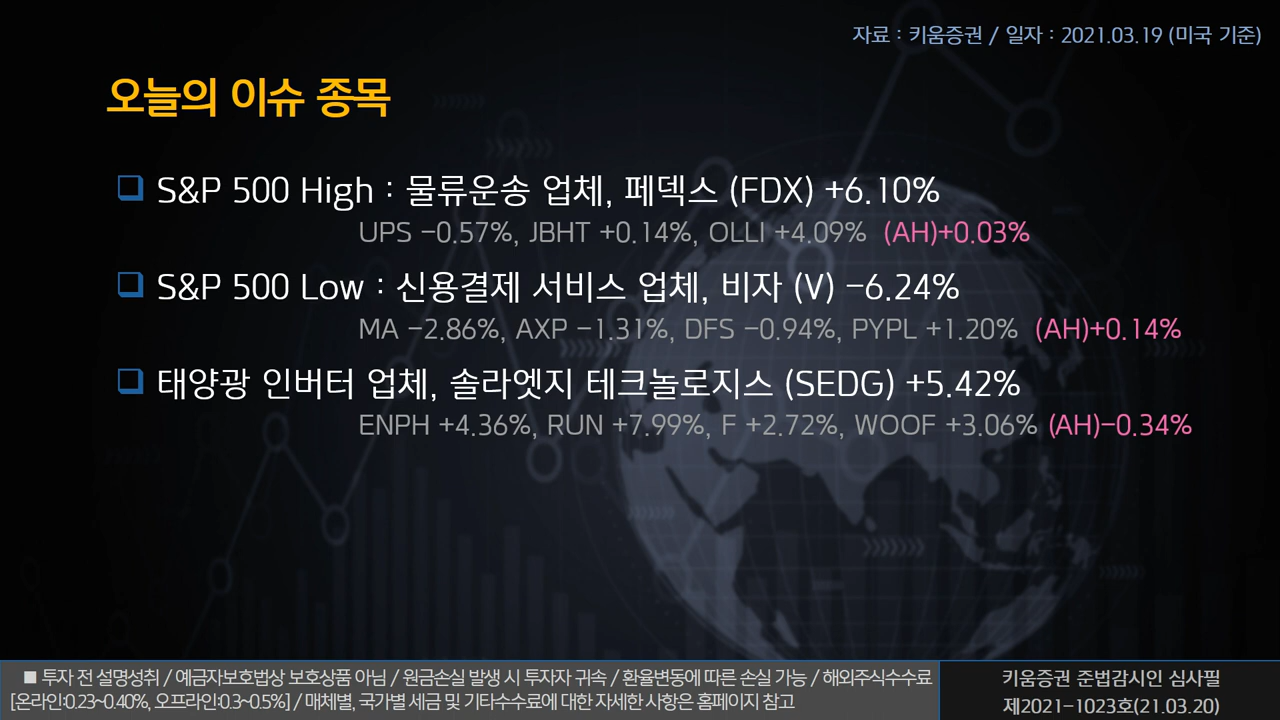 자료 : 키움증권 / 일자 : 2021.03.19 (미국 기준)
오늘의 이슈 종목
❑ S&P 500 High : 물류운송 업체, 페덱스 (FDX) +6.10%
UPS -0.57%, JBHT +0.14%, OLLI +4.09% (AH)+0.03%
❑ S&P 500 Low : 신용결제 서비스 업체, 비자 (V) -6.24%
MA -2.86%, AXP -1.31%, DFS -0.94%, PYPL +1.20% (AH)+0.14%
❑ 태양광 인버터 업체, 솔라엣지 테크놀로지스 (SEDG) +5.42%
ENPH +4.36%, RUN +7.99%, F +2.72%, WOOF +3.06% (AH)-0.34%
■ 투자 전 설명성취 / 예금자보호법상 보호상품 아님 / 원금손실 발생 시 투자자 귀속 / 환율변동에 따른 손실 가능 / 해외주식수수료
[온라인:0.23~0.40%, 오프라인:0.3~0.5%] / 매체별, 국가별 세금 및 기타수수료에 대한 자세한 사항은 홈페이지 참고
키움증권 준법감시인 심사필
제2021-1023호(21.03.20)